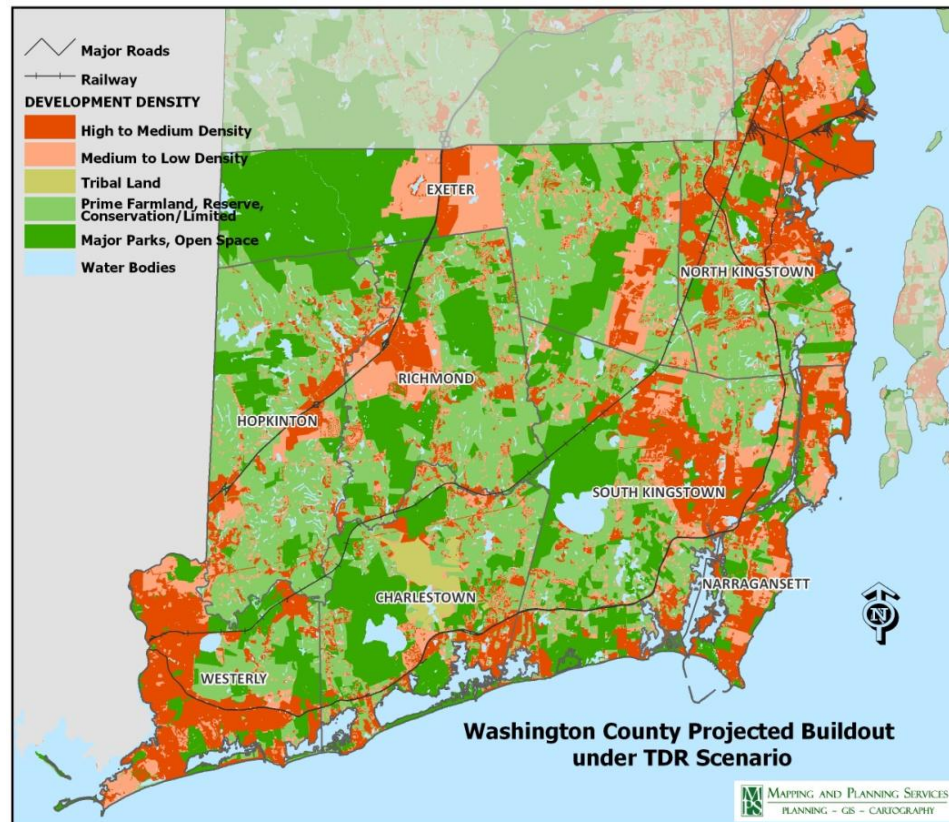 Major Roads
Railway
DEVELOPMENT DENSITY
High to Medium Density
Medium to Low Density
Tribal Land
Prime Farmland, Reserve,
Conservation/Limited
Major Parks, Open Space
Water Bodies
EXETER
NORTH KINGSTOWN
RICHMOND
HOPKINTON
SOUTH KINGSTOWN
NARRAGANSETT
CHARLESTOWN
WESTERLY
N
Washington County Projected Buildout
under TDR Scenario
MPS
MAPPING AND PLANNING SERVICES
PLANNING - GIS - CARTOGRAPHY